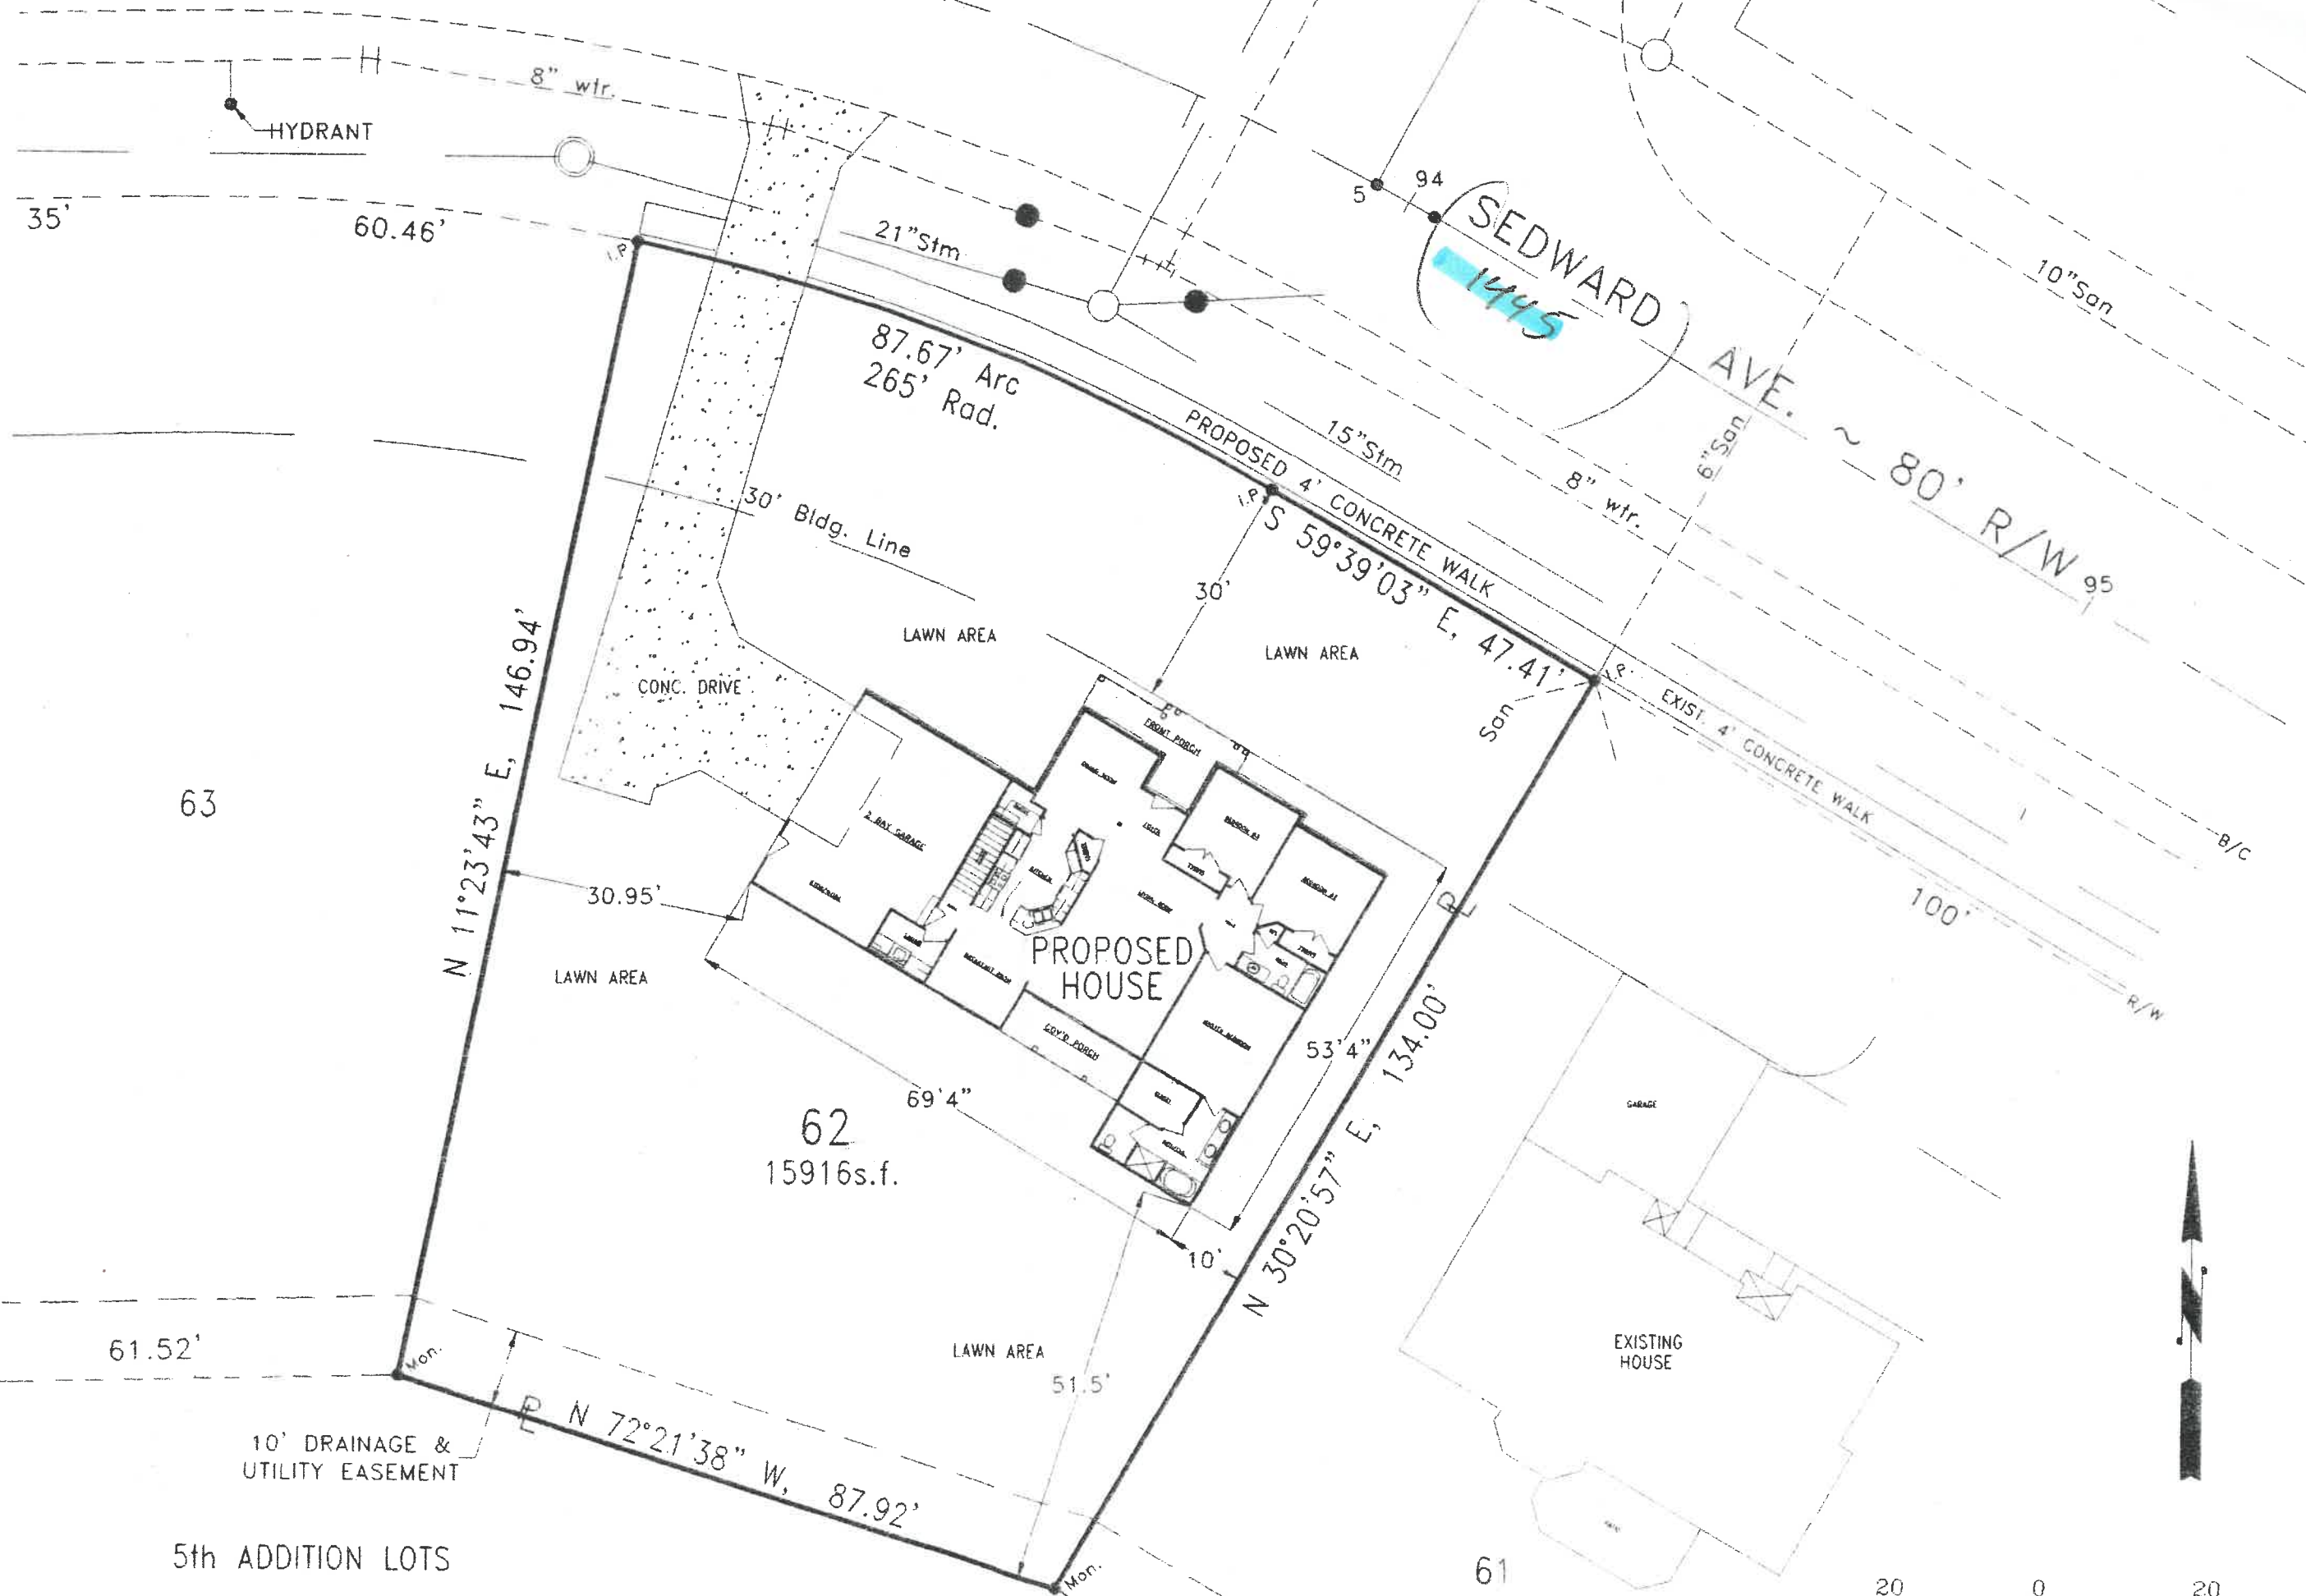 8" wtr.
HYDRANT
35'
60.46'
I.P.
21"Stm
5
94
SEDWARD
1445
AVE. ~ 80' R/W
10"San
6"San
95
87.67' Arc
265' Rad.
PROPOSED 4' CONCRETE WALK
15"Stm
8" wtr.
I.P.
S 59°39'03" E, 47.41'
30' Bldg. Line
30'
LAWN AREA
LAWN AREA
I.P.
San
EXIST. 4' CONCRETE WALK
B/C
100'
R/W
CONC. DRIVE
63
N 11°23'43" E, 146.94'
30.95'
LAWN AREA
FRONT PORCH
2 BAY GARAGE
KITCHEN
PROPOSED
HOUSE
COV'D PORCH
69'4"
53'4"
PL
N 30°20'57" E, 134.00'
10'
62
15916s.f.
GARAGE
EXISTING
HOUSE
LAWN AREA
51.5'
61.52'
Mon.
PL
N 72°21'38" W, 87.92'
10' DRAINAGE &
UTILITY EASEMENT
5th ADDITION LOTS
Mon.
61
N
20 0 20